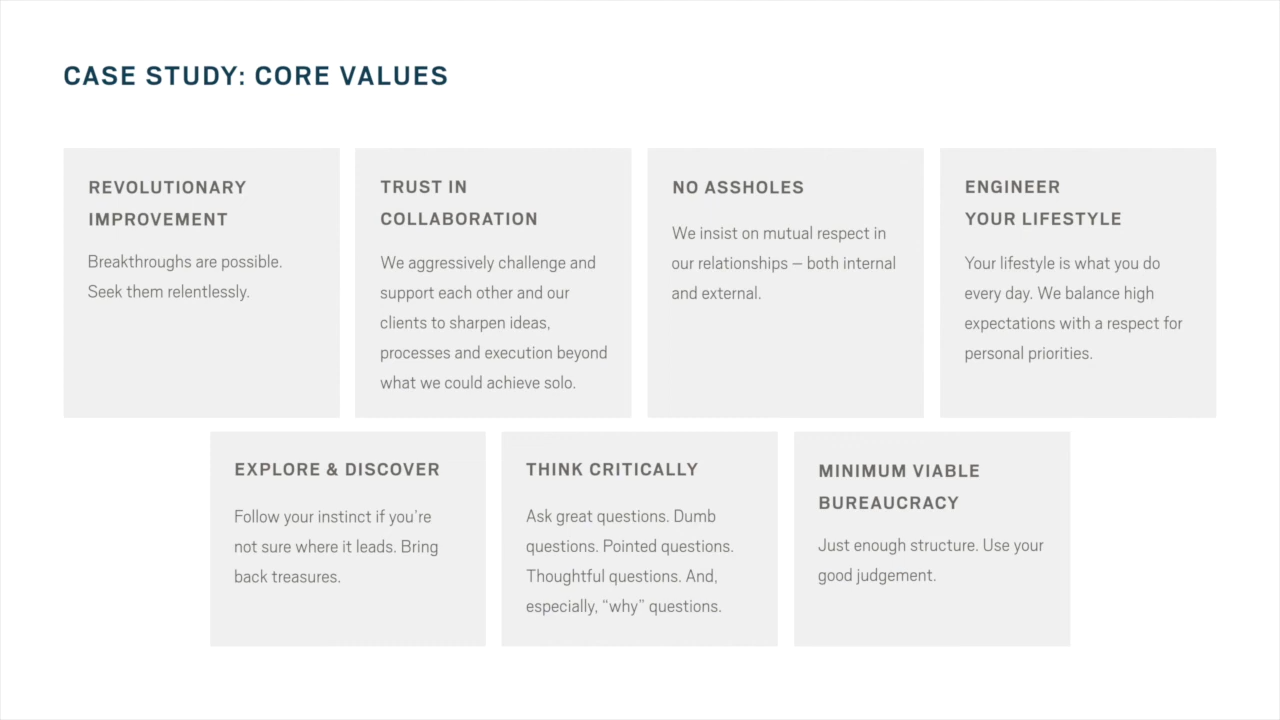 CASE STUDY: CORE VALUES
REVOLUTIONARY
IMPROVEMENT
Breakthroughs are possible.
Seek them relentlessly.
TRUST IN
COLLABORATION
We aggressively challenge and
support each other and our
clients to sharpen ideas,
processes and execution beyond
what we could achieve solo.
NO ASSHOLES
We insist on mutual respect in
our relationships – both internal
and external.
ENGINEER
YOUR LIFESTYLE
Your lifestyle is what you do
every day. We balance high
expectations with a respect for
personal priorities.
EXPLORE & DISCOVER
Follow your instinct if you're
not sure where it leads. Bring
back treasures.
THINK CRITICALLY
Ask great questions. Dumb
questions. Pointed questions.
Thoughtful questions. And,
especially, “why” questions.
MINIMUM VIABLE
BUREAUCRACY
Just enough structure. Use your
good judgement.